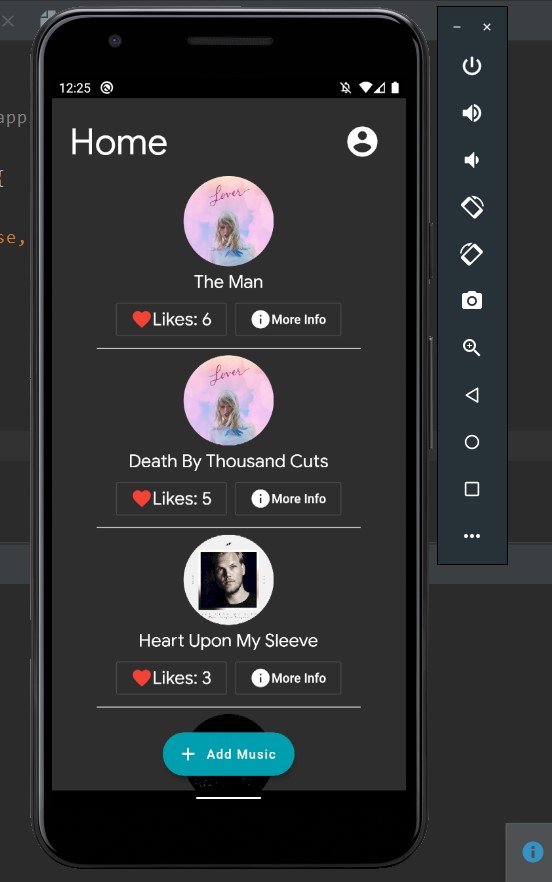 app
12:25
Home
{
se,
Lover
The Man
Likes: 6
More Info
Lover
Death By Thousand Cuts
Likes: 5
More Info
Heart Upon My Sleeve
Likes: 3
More Info
+ Add Music